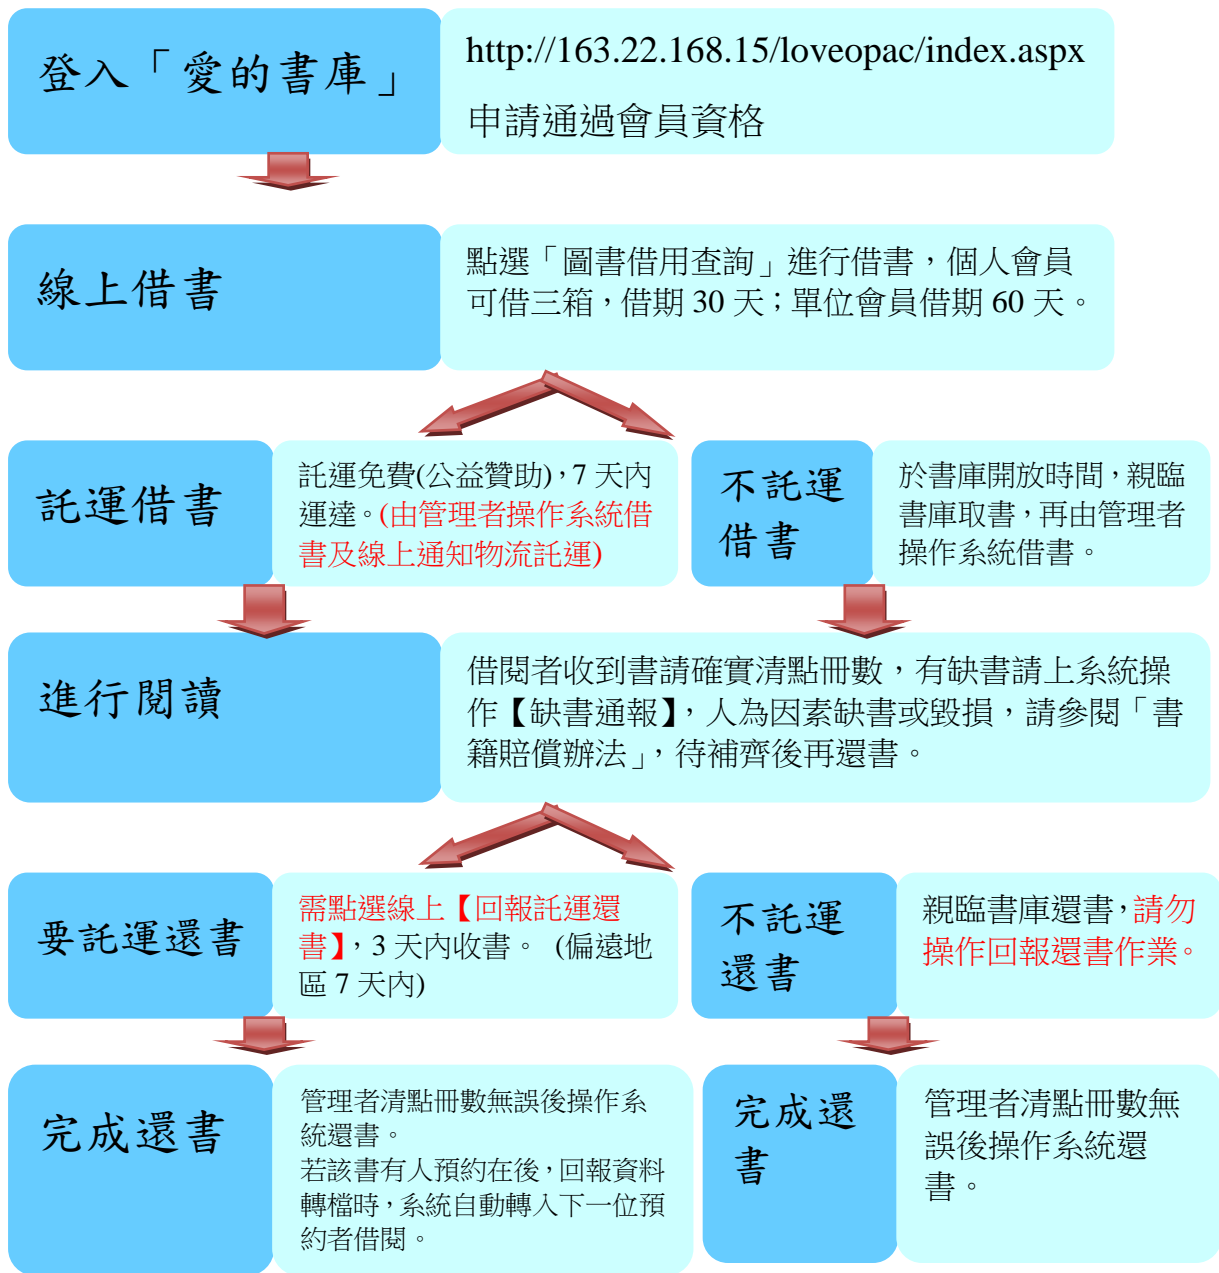 登入「愛的書庫」
http://163.22.168.15/loveopac/index.aspx
申請通過會員資格
線上借書
點選「圖書借用查詢」進行借書，個人會員
可借三箱，借期 30 天；單位會員借期 60 天。
託運借書
託運免費(公益贊助)，7 天內
運達。(由管理者操作系統借
書及線上通知物流託運)
不託運
借書
於書庫開放時間，親臨
書庫取書，再由管理者
操作系統借書。
進行閱讀
借閱者收到書請確實清點冊數，有缺書請上系統操
作【缺書通報】，人為因素缺書或毀損，請參閱「書
籍賠償辦法」，待補齊後再還書。
要託運還書
需點選線上【回報託運還
書】，3 天內收書。 (偏遠地
區 7 天內)
不託運
還書
親臨書庫還書，請勿
操作回報還書作業。
完成還書
管理者清點冊數無誤後操作系
統還書。
若該書有人預約在後，回報資料
轉檔時，系統自動轉入下一位預
約者借閱。
完成還
書
管理者清點冊數無
誤後操作系統還
書。